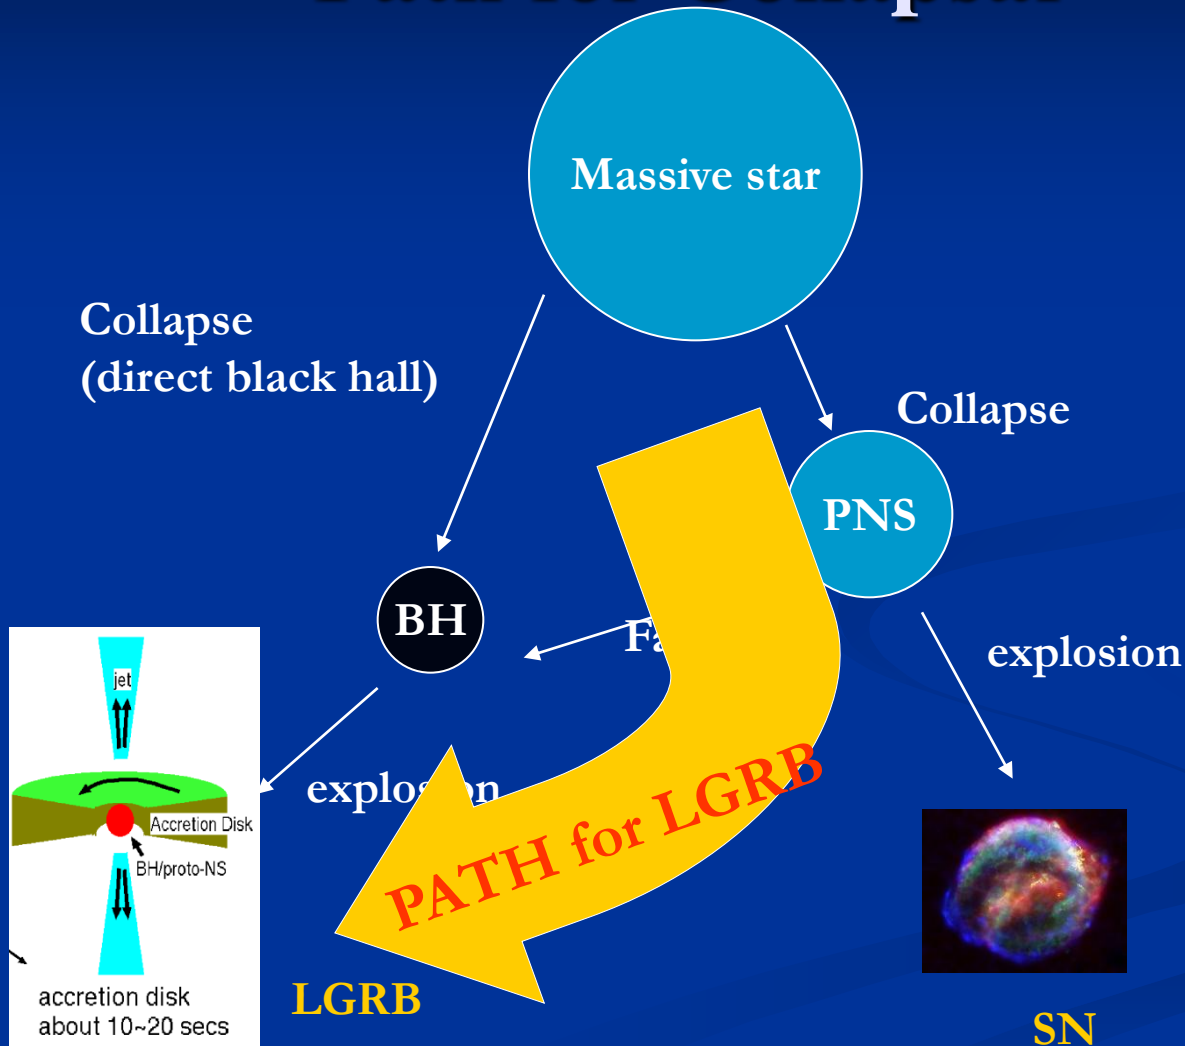 Massive star
Collapse
(direct black hall)
Collapse
PNS
BH
explosion
explosion
PATH for LGRB
jet
Accretion Disk
BH/proto-NS
accretion disk
about 10~20 secs
LGRB
SN